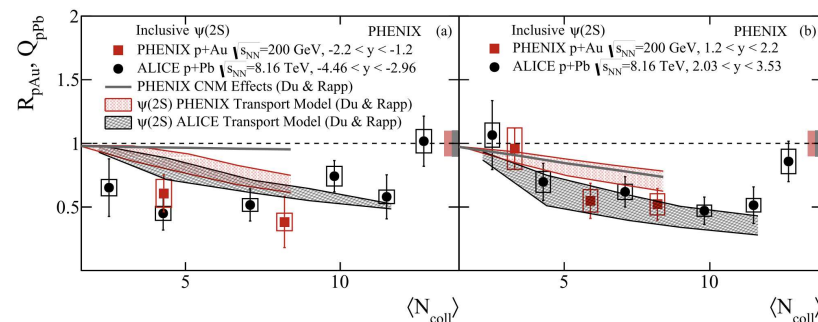 R_pAu, Q_pPb
2
1.5
1
0.5
Inclusive ψ(2S) PHENIX (a)
PHENIX p+Au √s_NN=200 GeV, -2.2 < y < -1.2
ALICE p+Pb √s_NN=8.16 TeV, -4.46 < y < -2.96
PHENIX CNM Effects (Du & Rapp)
ψ(2S) PHENIX Transport Model (Du & Rapp)
ψ(2S) ALICE Transport Model (Du & Rapp)
5 10
⟨N_coll⟩
Inclusive ψ(2S) PHENIX (b)
PHENIX p+Au √s_NN=200 GeV, 1.2 < y < 2.2
ALICE p+Pb √s_NN=8.16 TeV, 2.03 < y < 3.53
5 10
⟨N_coll⟩